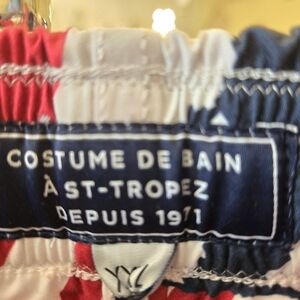 COSTUME DE BAIN
À ST-TROPEZ
DEPUIS 1971